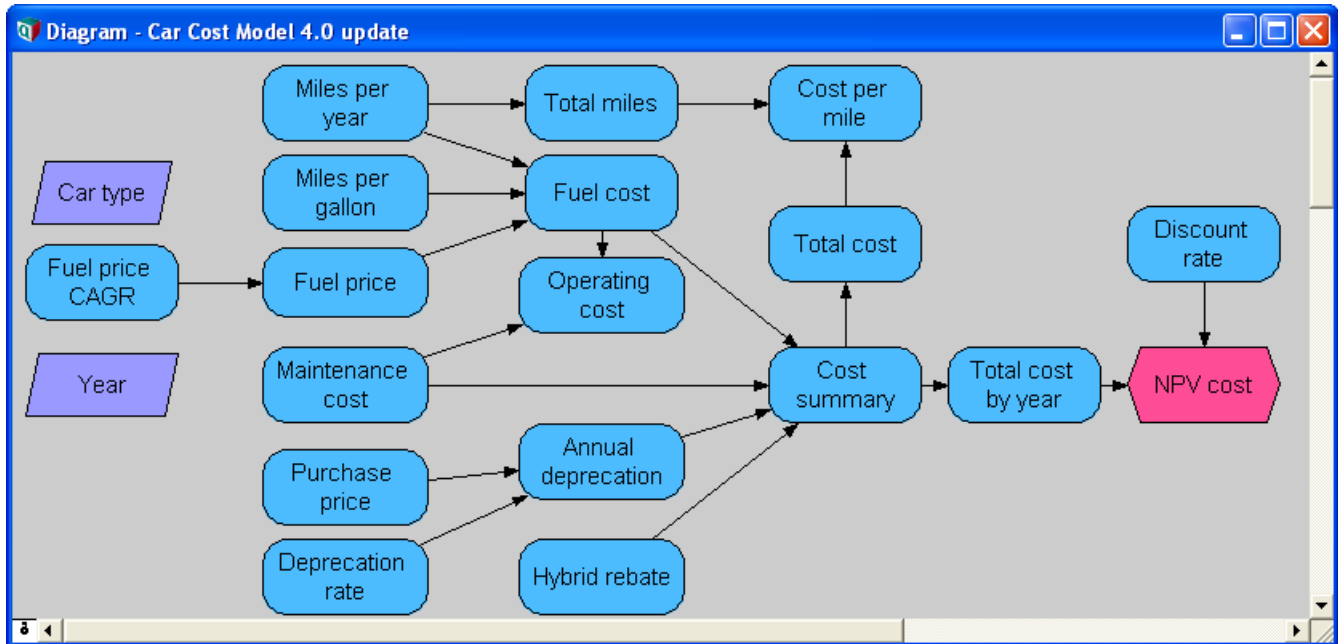 Diagram - Car Cost Model 4.0 update
Miles per
year
Total miles
Cost per
mile
Car type
Miles per
gallon
Fuel cost
Total cost
Discount
rate
Fuel price
CAGR
Fuel price
Operating
cost
Year
Maintenance
cost
Cost
summary
Total cost
by year
NPV cost
Purchase
price
Annual
deprecation
Deprecation
rate
Hybrid rebate